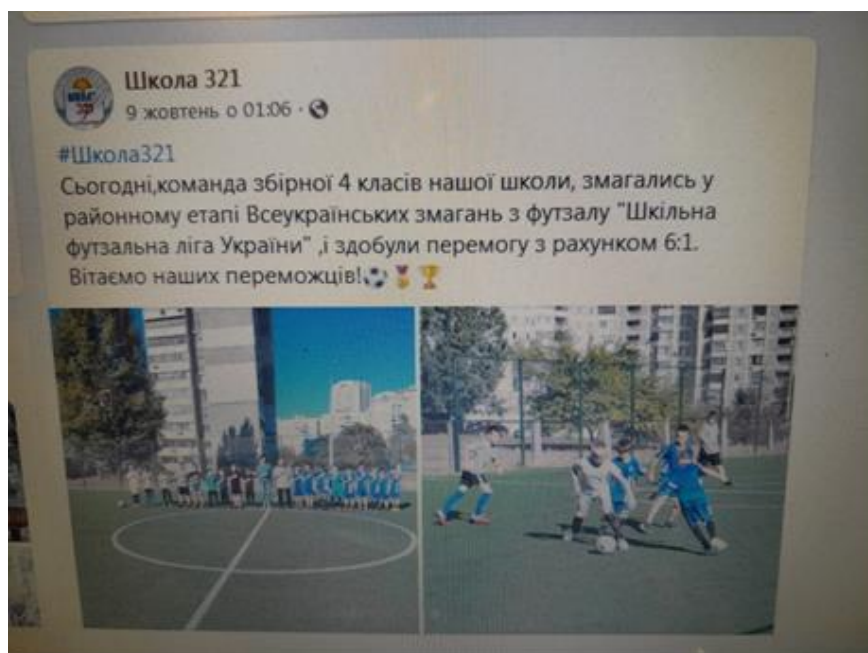 Школа 321
9 жовтень о 01:06 ·
#Школа321
Сьогодні,команда збірної 4 класів нашої школи, змагались у
районному етапі Всеукраїнських змагань з футзалу "Шкільна
футзальна ліга України" ,і здобули перемогу з рахунком 6:1.
Вітаємо наших переможців!⚽🏅🏆